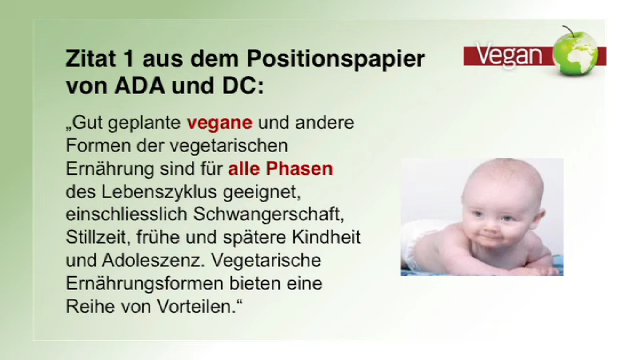 Zitat 1 aus dem Positionspapier
von ADA und DC:
Vegan
„Gut geplante vegane und andere
Formen der vegetarischen
Ernährung sind für alle Phasen
des Lebenszyklus geeignet,
einschliesslich Schwangerschaft,
Stillzeit, frühe und spätere Kindheit
und Adoleszenz. Vegetarische
Ernährungsformen bieten eine
Reihe von Vorteilen.“